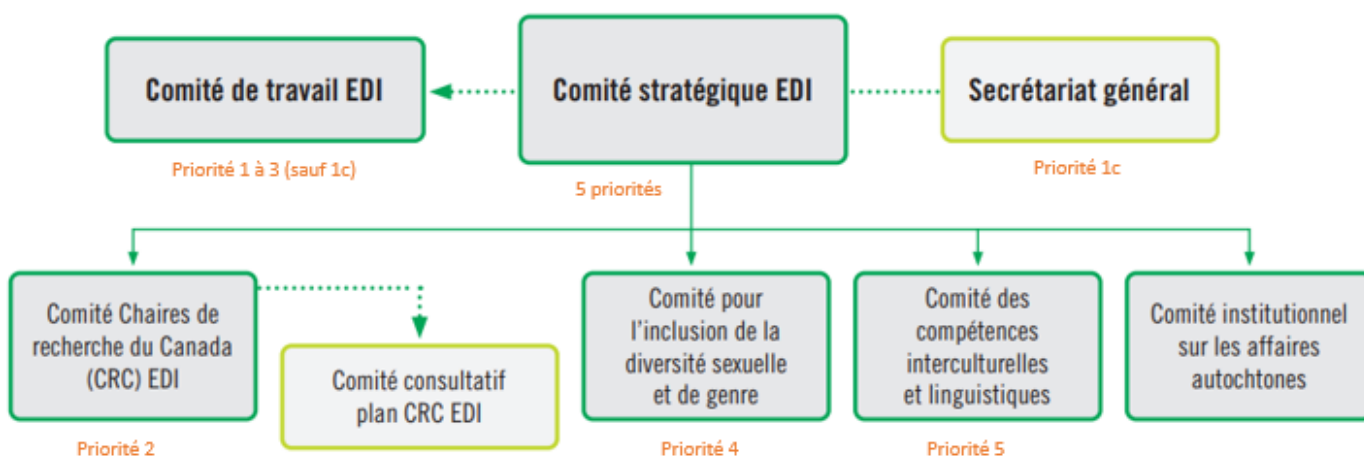 Comité de travail EDI
Comité stratégique EDI
Secrétariat général
Priorité 1 à 3 (sauf 1c)
5 priorités
Priorité 1c
Comité Chaires de
recherche du Canada
(CRC) EDI
Comité consultatif
plan CRC EDI
Comité pour
l'inclusion de la
diversité sexuelle
et de genre
Comité des
compétences
interculturelles
et linguistiques
Comité institutionnel
sur les affaires
autochtones
Priorité 2
Priorité 4
Priorité 5